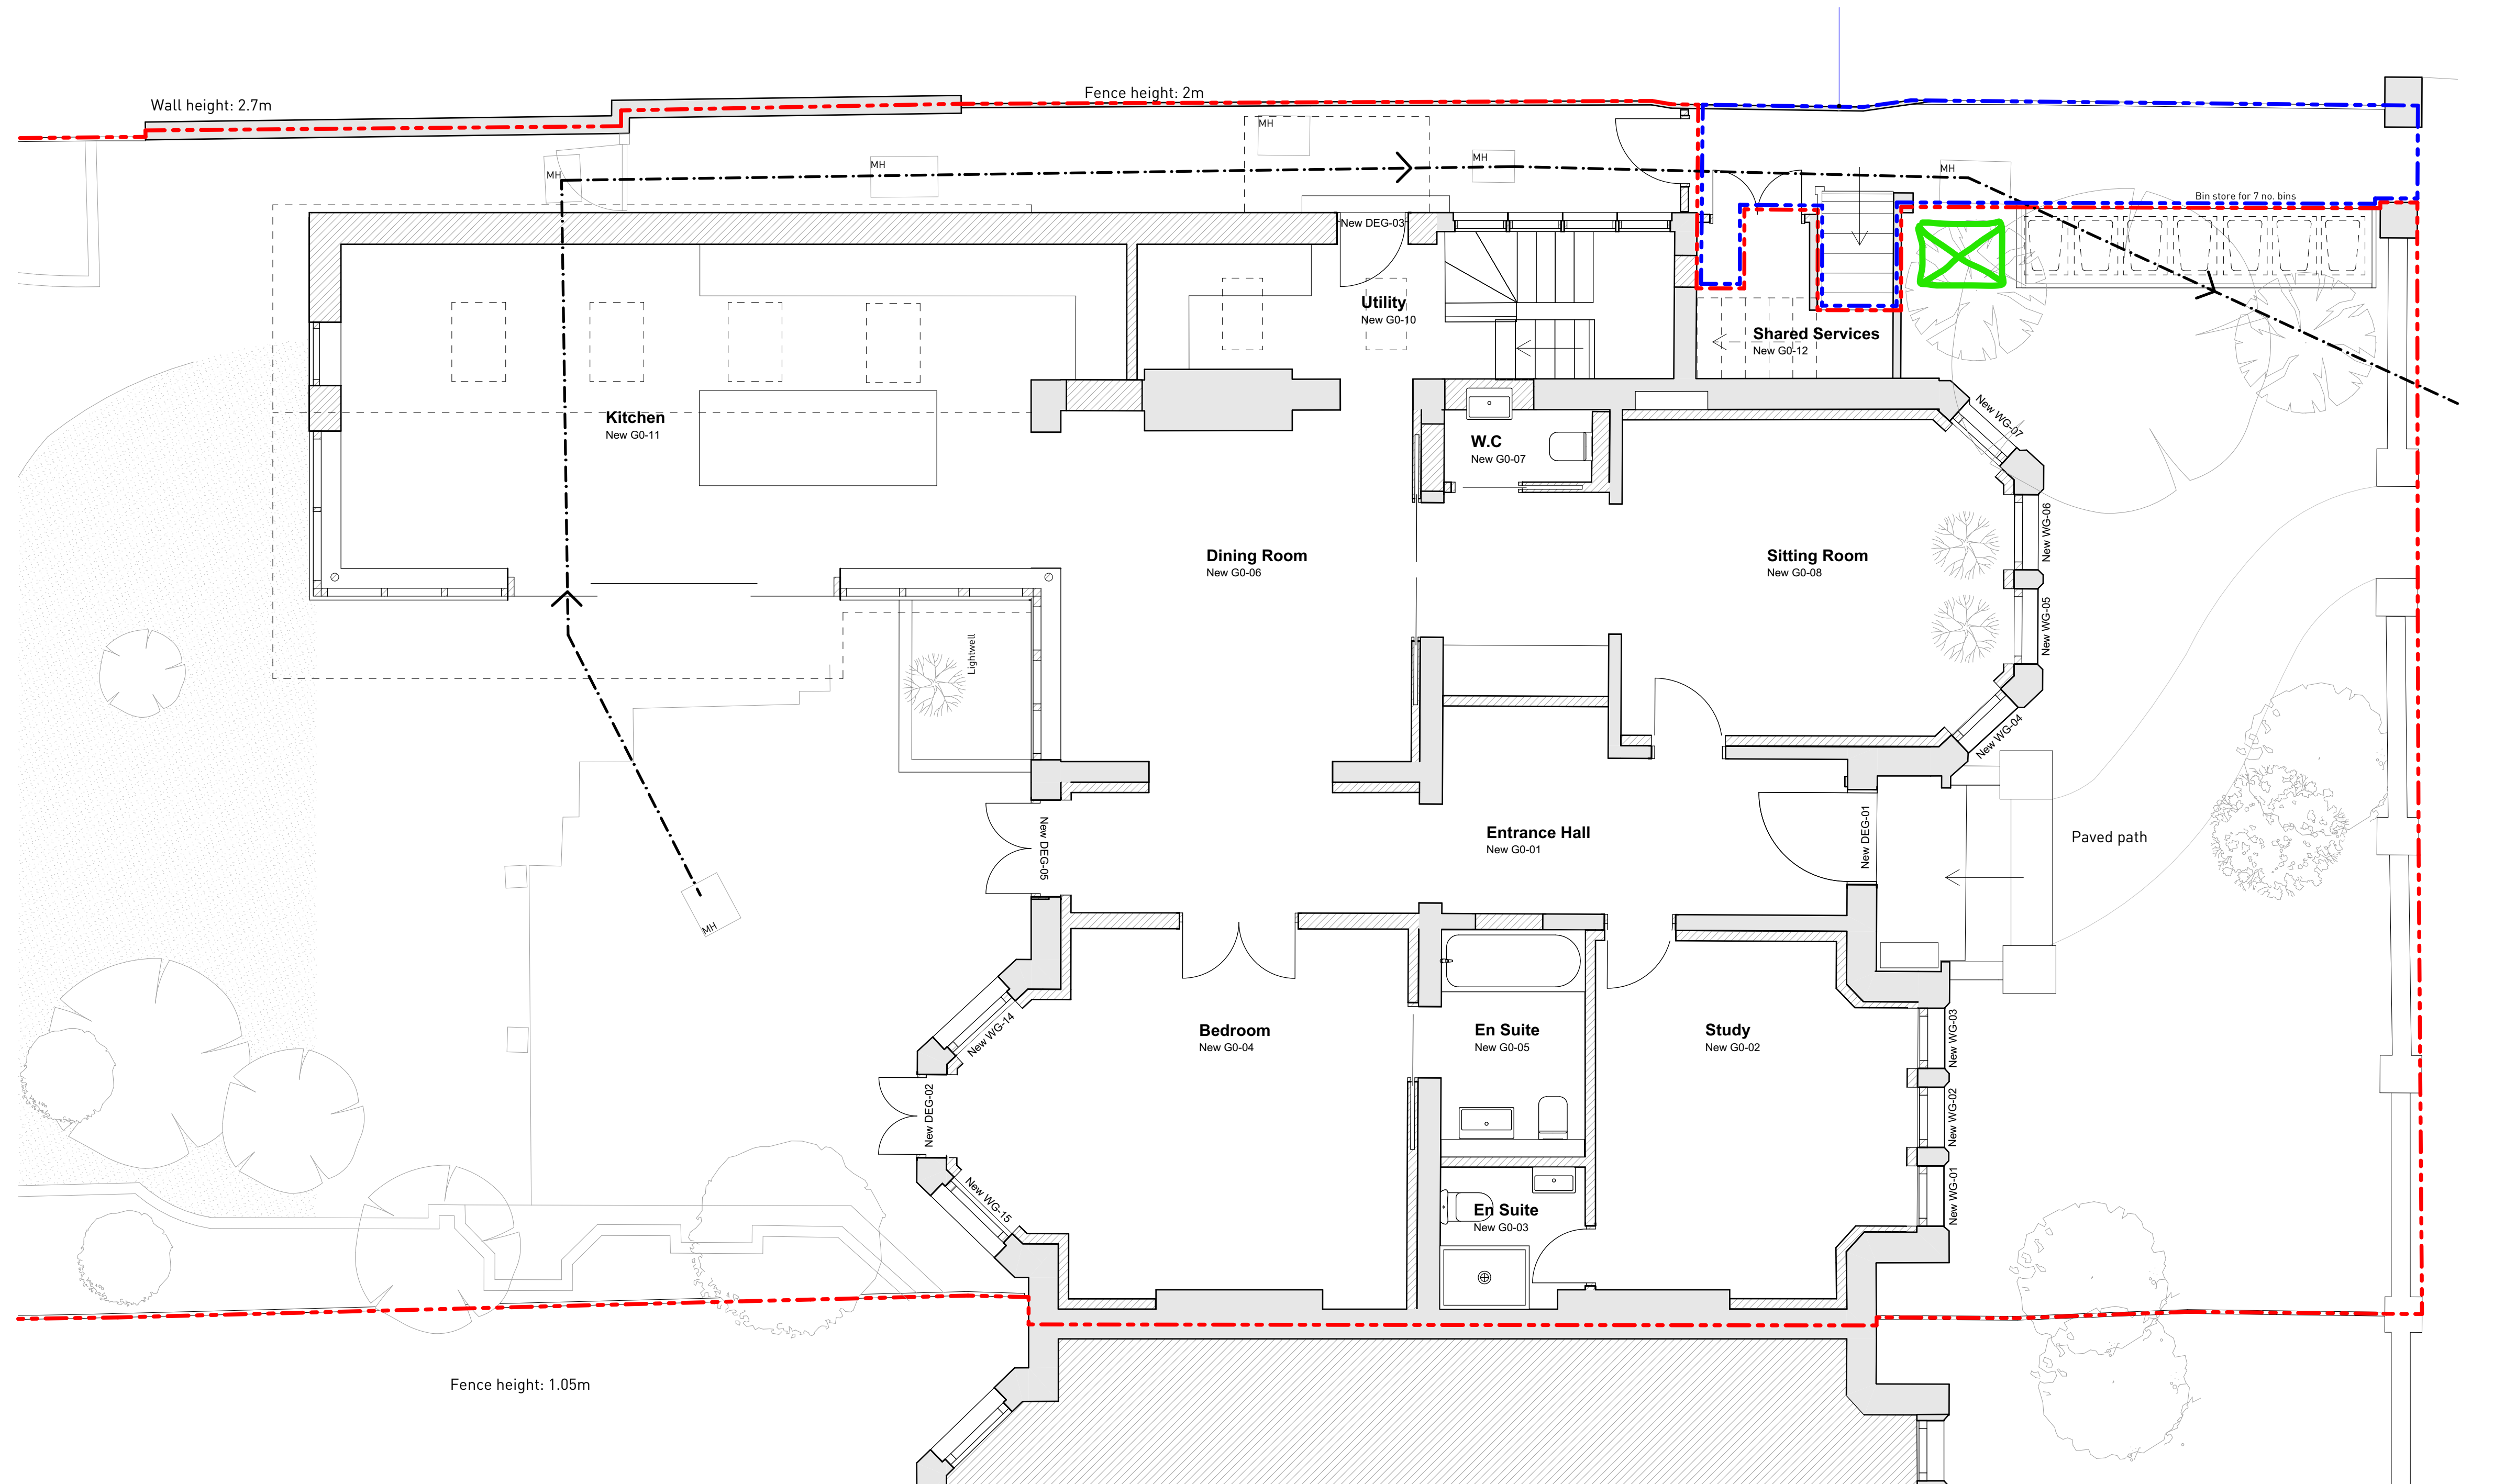 Wall height: 2.7m
Fence height: 2m
MH
MH
MH
MH
MH
Bin store for 7 no. bins
New DEG-03
Utility
New G0-10
Shared Services
New G0-12
Kitchen
New G0-11
W.C
New G0-07
New WG-07
New WG-06
Dining Room
New G0-06
Sitting Room
New G0-08
New WG-05
Lightwell
New WG-04
Entrance Hall
New G0-01
New DEG-05
New DEG-01
Paved path
MH
Bedroom
New G0-04
En Suite
New G0-05
Study
New G0-02
New WG-14
New WG-03
New DEG-02
New WG-02
New WG-15
En Suite
New G0-03
New WG-01
Fence height: 1.05m